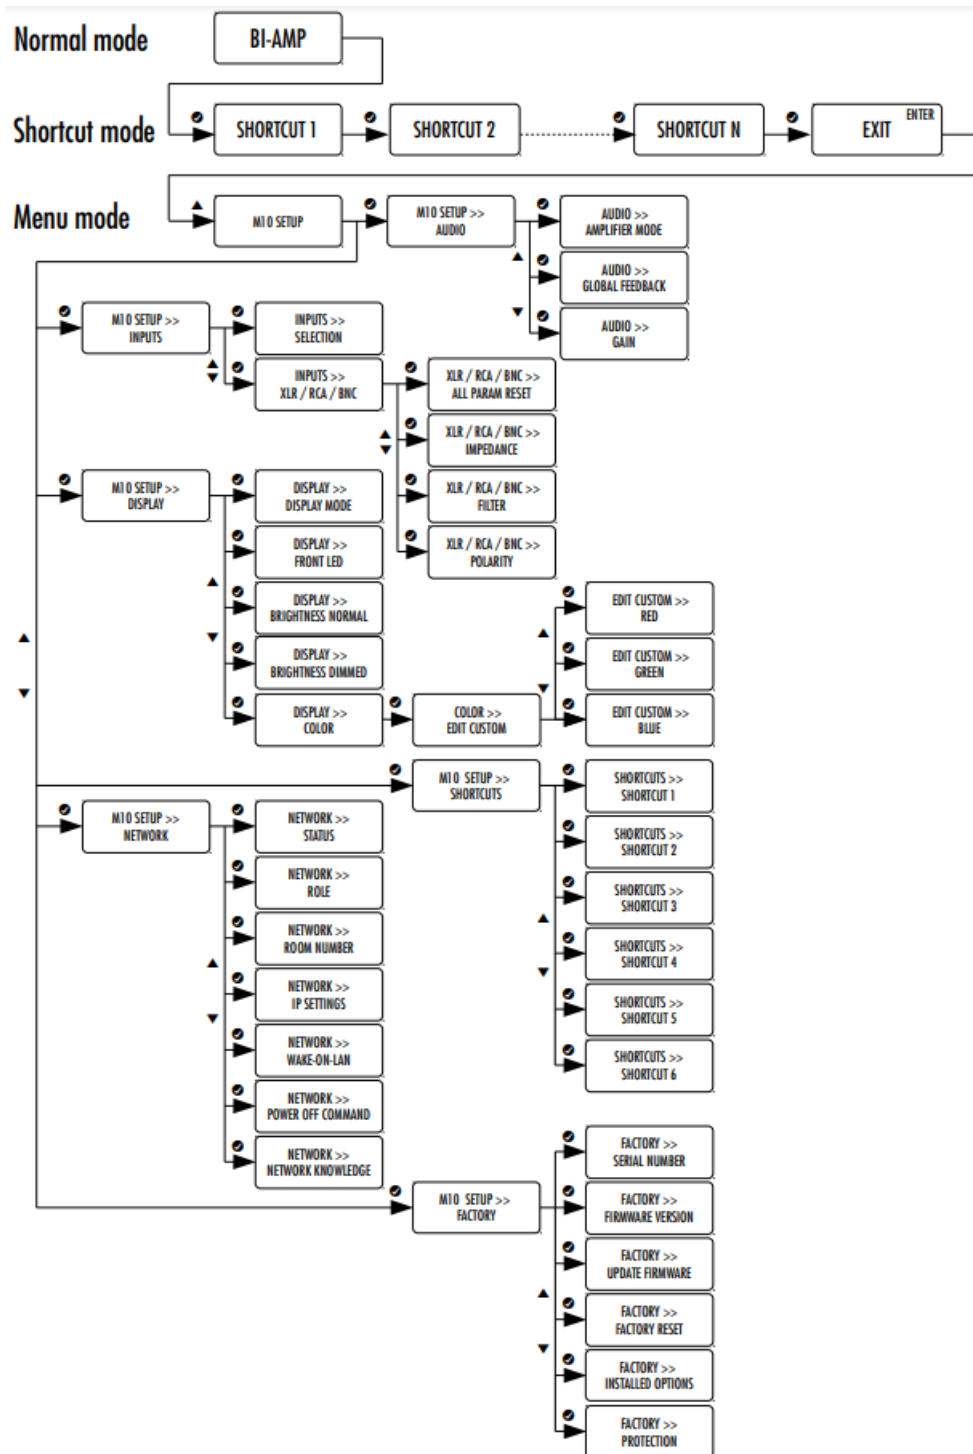 Normal mode
BI-AMP
Shortcut mode
SHORTCUT 1
SHORTCUT 2
SHORTCUT N
EXIT
ENTER
Menu mode
M10 SETUP
M10 SETUP >>
AUDIO
AUDIO >>
AMPLIFIER MODE
AUDIO >>
GLOBAL FEEDBACK
AUDIO >>
GAIN
M10 SETUP >>
INPUTS
INPUTS >>
SELECTION
INPUTS >>
XLR / RCA / BNC
XLR / RCA / BNC >>
ALL PARAM RESET
XLR / RCA / BNC >>
IMPEDANCE
XLR / RCA / BNC >>
FILTER
XLR / RCA / BNC >>
POLARITY
M10 SETUP >>
DISPLAY
DISPLAY >>
DISPLAY MODE
DISPLAY >>
FRONT LED
DISPLAY >>
BRIGHTNESS NORMAL
DISPLAY >>
BRIGHTNESS DIMMED
DISPLAY >>
COLOR
COLOR >>
EDIT CUSTOM
EDIT CUSTOM >>
RED
EDIT CUSTOM >>
GREEN
EDIT CUSTOM >>
BLUE
M10 SETUP >>
SHORTCUTS
SHORTCUTS >>
SHORTCUT 1
SHORTCUTS >>
SHORTCUT 2
SHORTCUTS >>
SHORTCUT 3
SHORTCUTS >>
SHORTCUT 4
SHORTCUTS >>
SHORTCUT 5
SHORTCUTS >>
SHORTCUT 6
M10 SETUP >>
NETWORK
NETWORK >>
STATUS
NETWORK >>
ROLE
NETWORK >>
ROOM NUMBER
NETWORK >>
IP SETTINGS
NETWORK >>
WAKE-ON-LAN
NETWORK >>
POWER OFF COMMAND
NETWORK >>
NETWORK KNOWLEDGE
M10 SETUP >>
FACTORY
FACTORY >>
SERIAL NUMBER
FACTORY >>
FIRMWARE VERSION
FACTORY >>
UPDATE FIRMWARE
FACTORY >>
FACTORY RESET
FACTORY >>
INSTALLED OPTIONS
FACTORY >>
PROTECTION